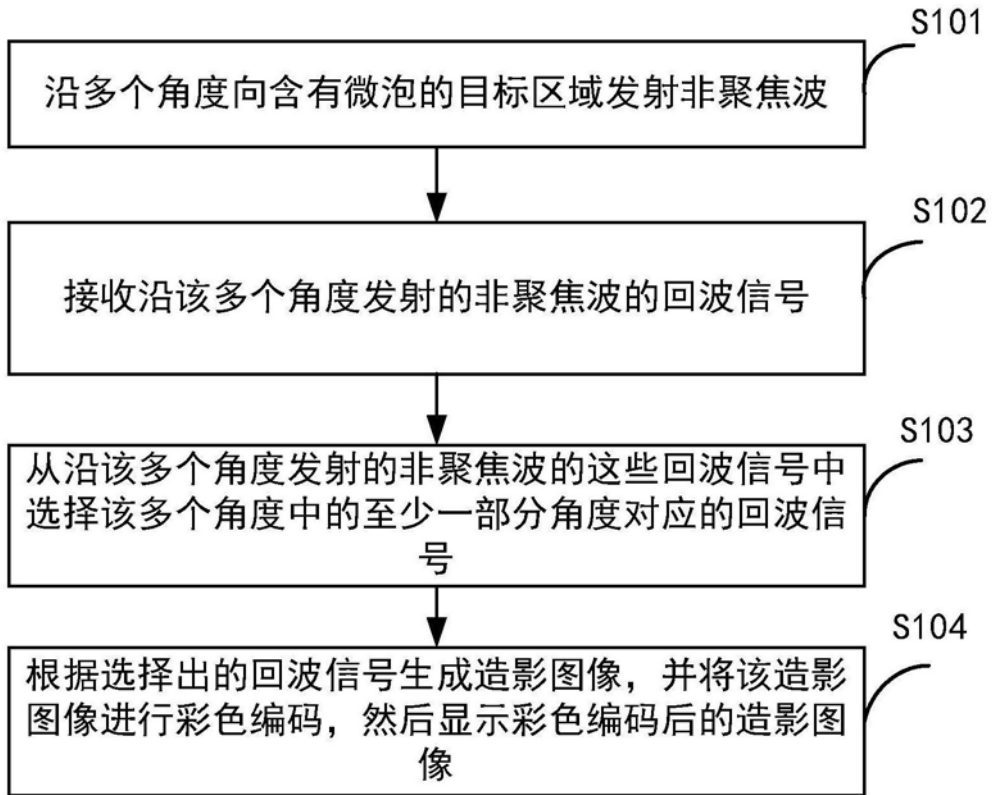 S101
沿多个角度向含有微泡的目标区域发射非聚焦波
S102
接收沿该多个角度发射的非聚焦波的回波信号
S103
从沿该多个角度发射的非聚焦波的这些回波信号中
选择该多个角度中的至少一部分角度对应的回波信
号
S104
根据选择出的回波信号生成造影图像，并将该造影
图像进行彩色编码，然后显示彩色编码后的造影图
像